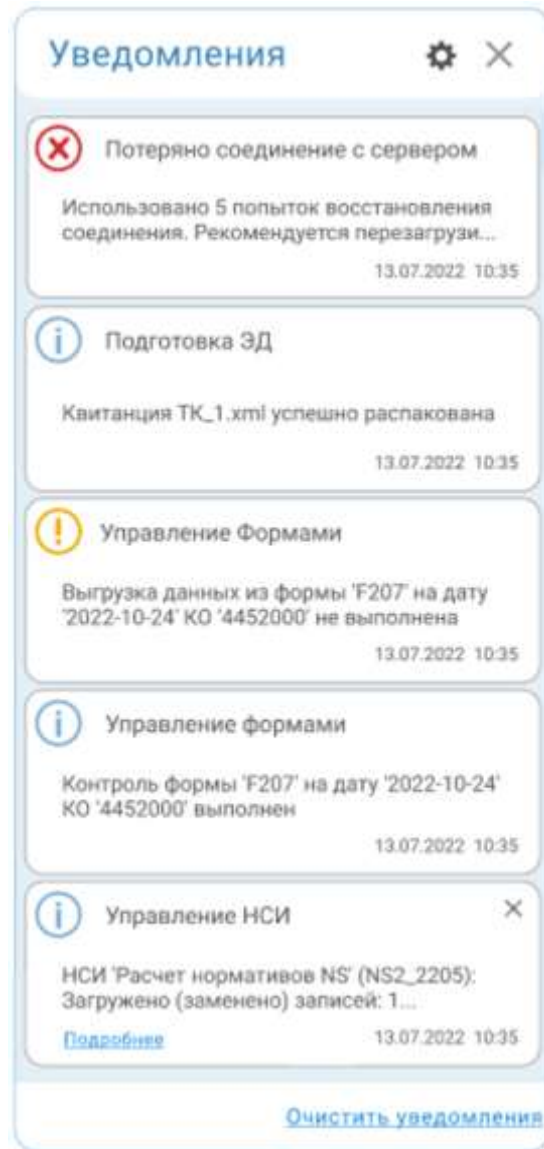 Уведомления
Потеряно соединение с сервером
Использовано 5 попыток восстановления
соединения. Рекомендуется перезагрузи...
13.07.2022 10:35
Подготовка ЭД
Квитанция ТК_1.xml успешно распакована
13.07.2022 10:35
Управление Формами
Выгрузка данных из формы 'F207' на дату
'2022-10-24' КО '4452000' не выполнена
13.07.2022 10:35
Управление формами
Контроль формы 'F207' на дату '2022-10-24'
КО '4452000' выполнен
13.07.2022 10:35
Управление НСИ
НСИ 'Расчет нормативов NS' (NS2_2205):
Загружено (заменено) записей: 1...
Подробнее 13.07.2022 10:35
Очистить уведомления